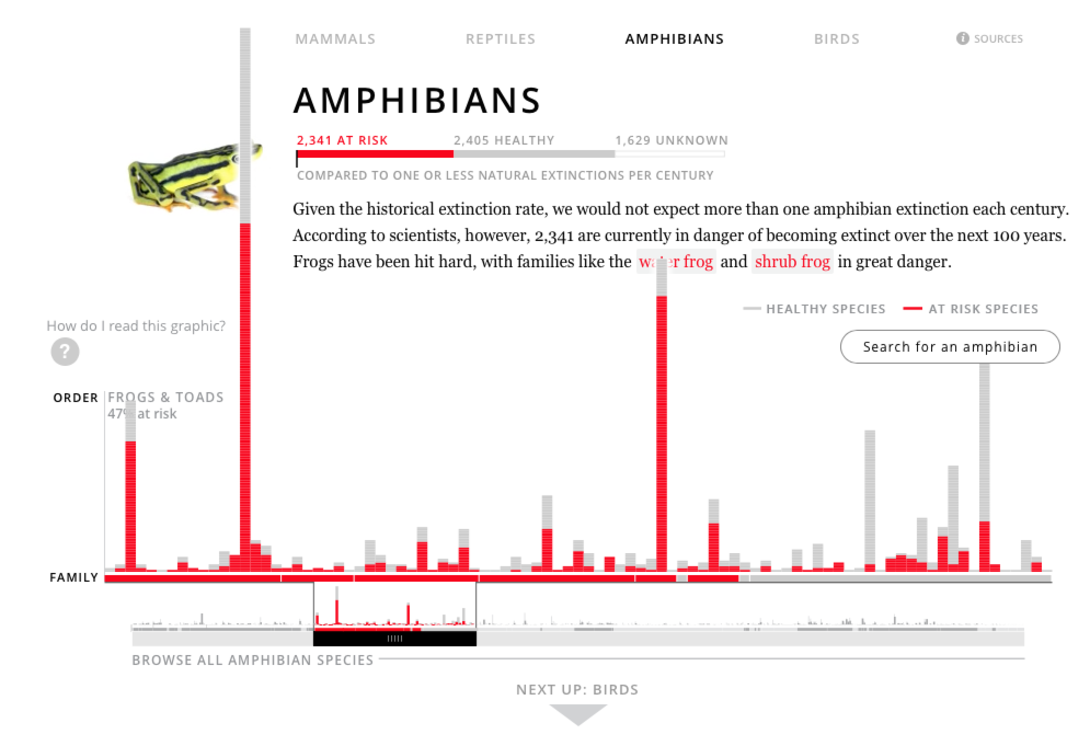 MAMMALS REPTILES AMPHIBIANS BIRDS i SOURCES
AMPHIBIANS
2,341 AT RISK 2,405 HEALTHY 1,629 UNKNOWN
COMPARED TO ONE OR LESS NATURAL EXTINCTIONS PER CENTURY
Given the historical extinction rate, we would not expect more than one amphibian extinction each century.
According to scientists, however, 2,341 are currently in danger of becoming extinct over the next 100 years.
Frogs have been hit hard, with families like the water frog and shrub frog in great danger.
HEALTHY SPECIES AT RISK SPECIES
How do I read this graphic?
?
Search for an amphibian
ORDER FROGS & TOADS
47% at risk
FAMILY
BROWSE ALL AMPHIBIAN SPECIES
NEXT UP: BIRDS